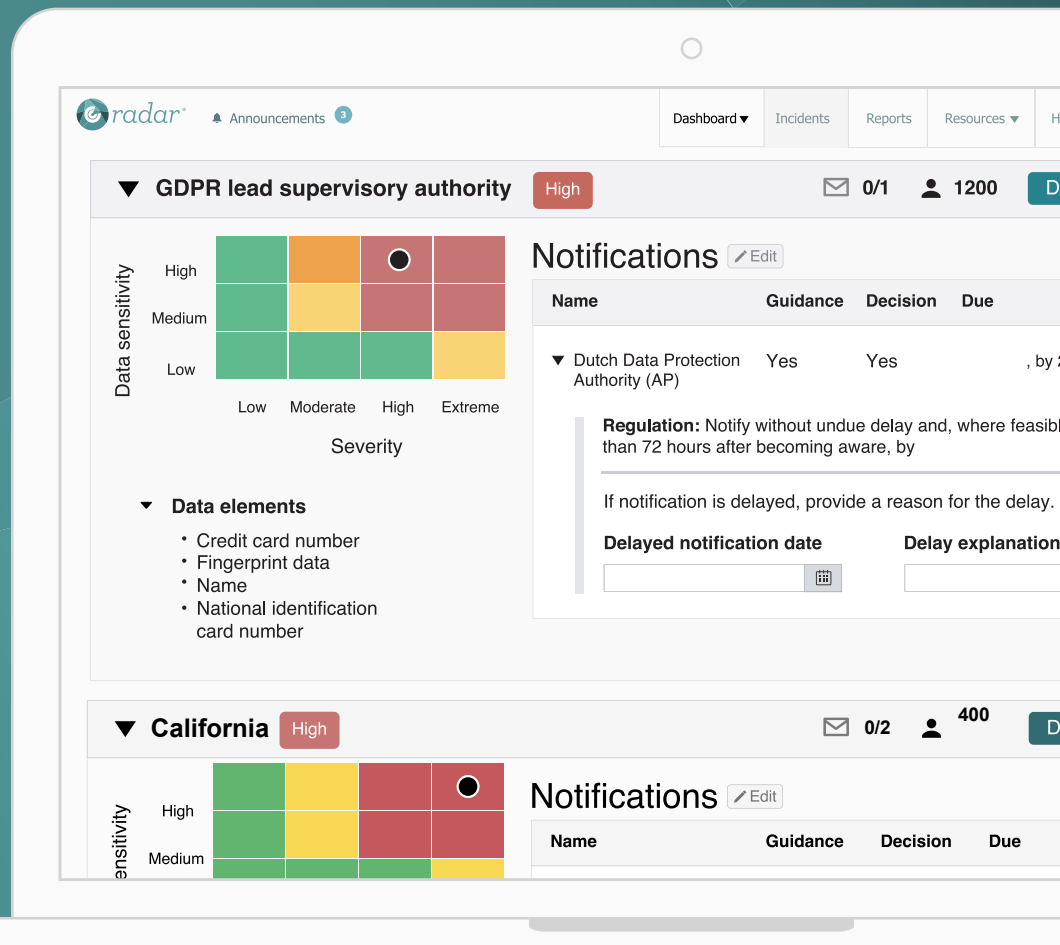 radar®
Announcements 3
Dashboard Incidents Reports Resources H
GDPR lead supervisory authority High 0/1 1200 D
Data sensitivity
High
Medium
Low
Low Moderate High Extreme
Severity
Data elements
• Credit card number
• Fingerprint data
• Name
• National identification
card number
Notifications Edit
Name Guidance Decision Due
Dutch Data Protection Yes Yes , by
Authority (AP)
Regulation: Notify without undue delay and, where feasibl
than 72 hours after becoming aware, by
If notification is delayed, provide a reason for the delay.
Delayed notification date Delay explanation
California High 0/2 400 D
ensitivity
High
Medium
Notifications Edit
Name Guidance Decision Due